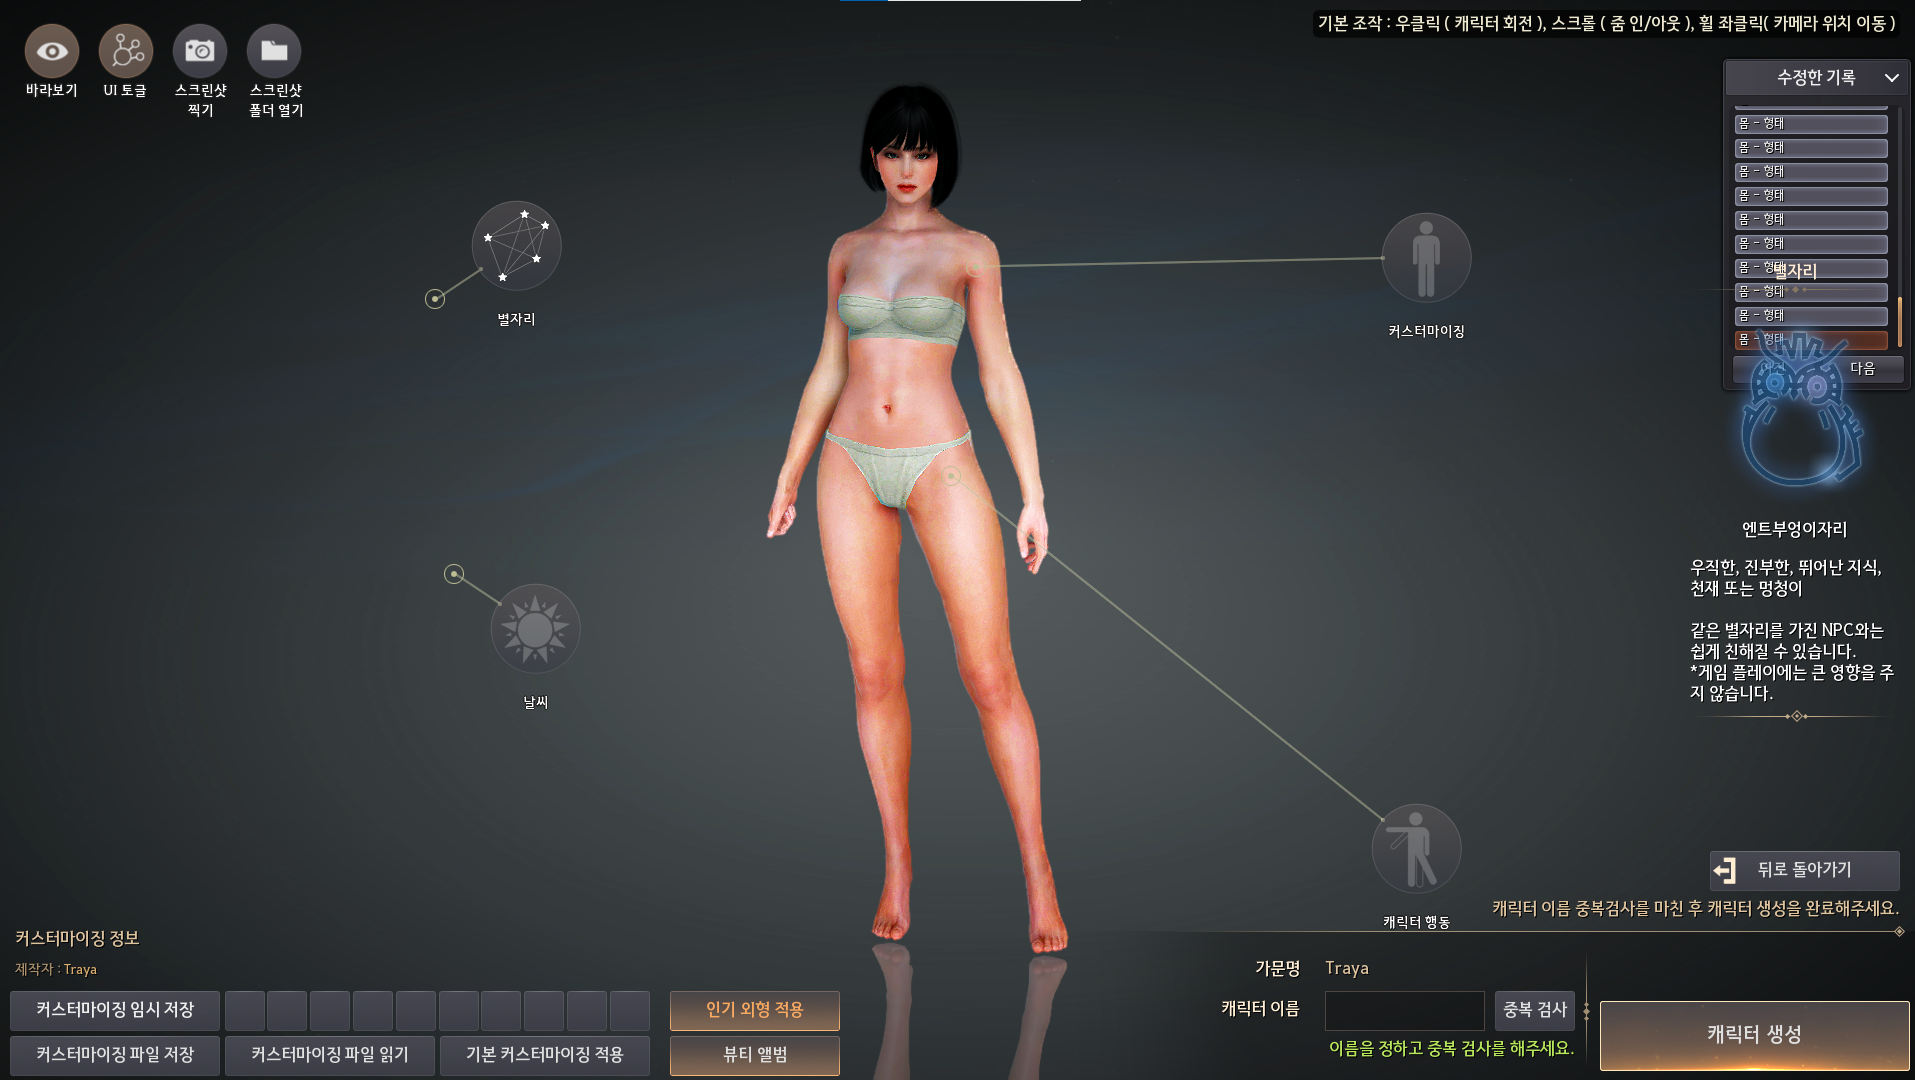 기본 조작 : 우클릭 ( 캐릭터 회전 ), 스크롤 ( 줌 인/아웃 ), 휠 좌클릭( 카메라 위치 이동 )
바라보기
UI 토글
스크린샷
찍기
스크린샷
폴더 열기
수정한 기록
몸 - 형태
몸 - 형태
몸 - 형태
몸 - 형태
몸 - 형태
몸 - 형태
몸 - 형태
별자리
몸 - 형태
몸 - 형태
몸 - 형태
다음
별자리
커스터마이징
엔트부엉이자리
우직한, 진부한, 뛰어난 지식,
천재 또는 멍청이
같은 별자리를 가진 NPC와는
쉽게 친해질 수 있습니다.
*게임 플레이에는 큰 영향을 주
지 않습니다.
날씨
캐릭터 행동
뒤로 돌아가기
캐릭터 이름 중복검사를 마친 후 캐릭터 생성을 완료해주세요.
커스터마이징 정보
제작자 : Traya
커스터마이징 임시 저장
커스터마이징 파일 저장
커스터마이징 파일 읽기
기본 커스터마이징 적용
인기 외형 적용
뷰티 앨범
가문명
Traya
캐릭터 이름
중복 검사
이름을 정하고 중복 검사를 해주세요.
캐릭터 생성